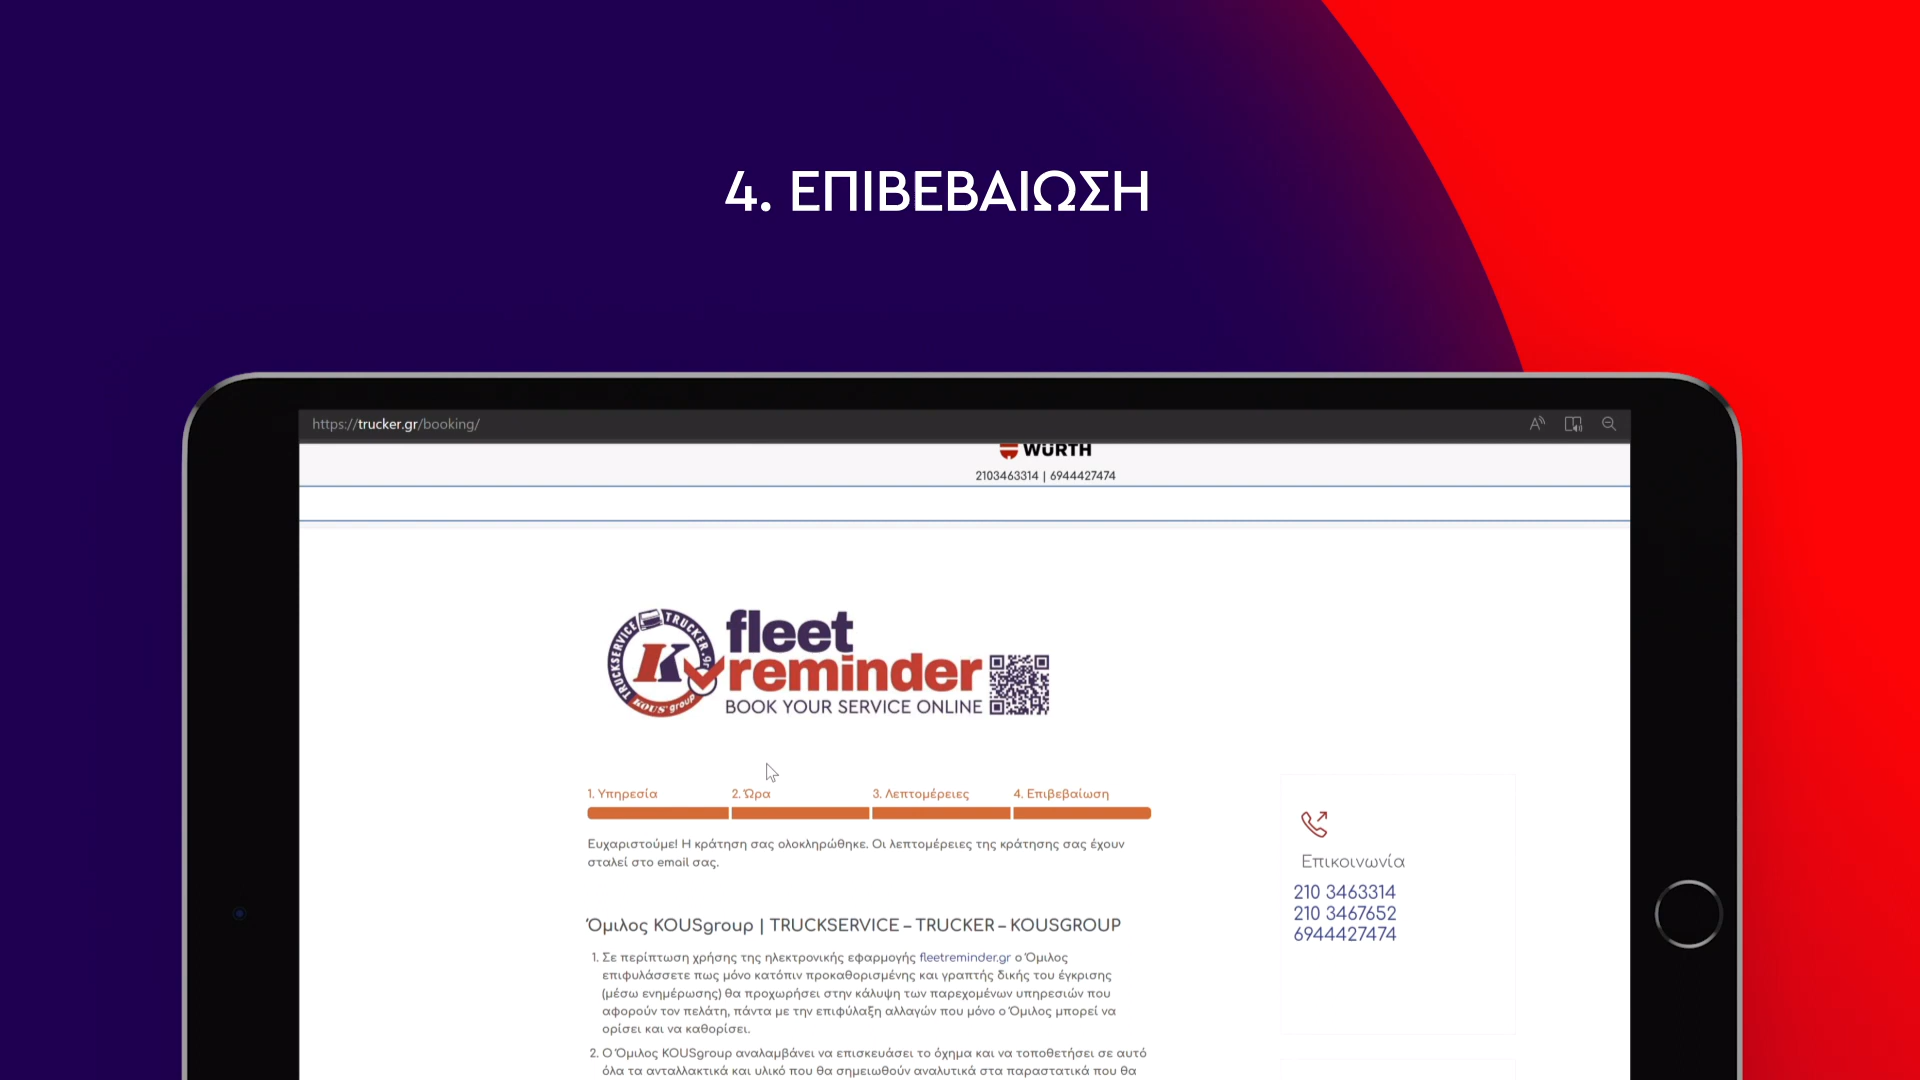 4. ΕΠΙΒΕΒΑΙΩΣΗ
https://trucker.gr/booking/
WÜRTH
2103463314 | 6944427474
TRUCKSERVICE TRUCKER.gr
K
KOUS group
fleet
reminder
BOOK YOUR SERVICE ONLINE
1. Υπηρεσία 2. Ώρα 3. Λεπτομέρειες 4. Επιβεβαίωση
Ευχαριστούμε! Η κράτηση σας ολοκληρώθηκε. Οι λεπτομέρειες της κράτησης σας έχουν
σταλεί στο email σας.
Επικοινωνία
210 3463314
210 3467652
6944427474
Όμιλος KOUSgroup | TRUCKSERVICE – TRUCKER – KOUSGROUP
1. Σε περίπτωση χρήσης της ηλεκτρονικής εφαρμογής fleetreminder.gr ο Όμιλος
επιφυλάσσετε πως μόνο κατόπιν προκαθορισμένης και γραπτής δικής του έγκρισης
(μέσω ενημέρωσης) θα προχωρήσει στην κάλυψη των παρεχομένων υπηρεσιών που
αφορούν τον πελάτη, πάντα με την επιφύλαξη αλλαγών που μόνο ο Όμιλος μπορεί να
ορίσει και να καθορίσει.
2. Ο Όμιλος KOUSgroup αναλαμβάνει να επισκευάσει το όχημα και να τοποθετήσει σε αυτό
όλα τα ανταλλακτικά και υλικό που θα σημειωθούν αναλυτικά στα παραστατικά που θα